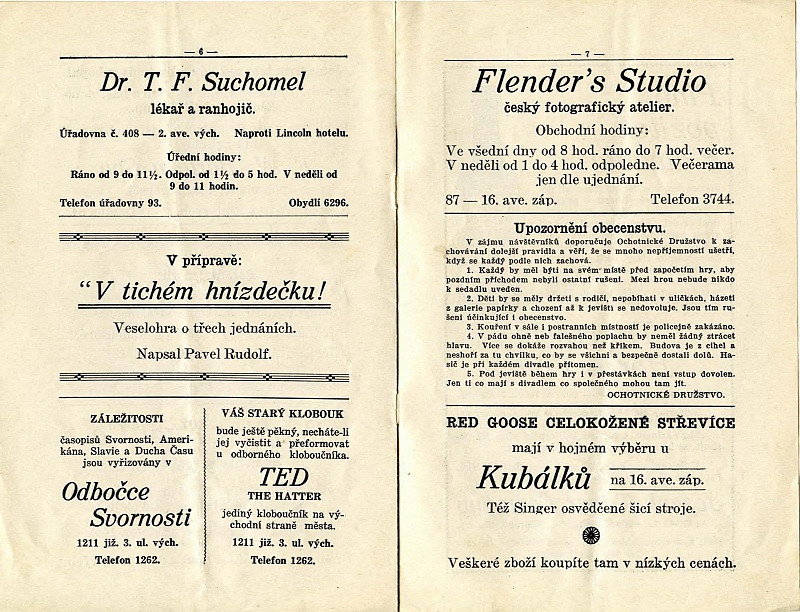 — 6 —
Dr. T. F. Suchomel
lékař a ranhojič.
Úřadovna č. 408 — 2. ave. vých. Naproti Lincoln hotelu.
Úřední hodiny:
Ráno od 9 do 11½. Odpol. od 1½ do 5 hod. V neděli od
9 do 11 hodin.
Telefon úřadovny 93. Obydlí 6296.
V přípravě:
“V tichém hnízdečku!
Veselohra o třech jednáních.
Napsal Pavel Rudolf.
ZÁLEŽITOSTI
časopisů Svornosti, Ameri-
kána, Slavie a Ducha Času
jsou vyřizovány v
Odbočce
Svornosti
1211 již. 3. ul. vých.
Telefon 1262.
VÁŠ STARÝ KLOBOUK
bude ještě pěkný, necháte-li
jej vyčistit a přeformovat
u odborného kloboučníka.
TED
THE HATTER
jediný kloboučník na vý-
chodní straně města.
1211 již. 3. ul. vých.
Telefon 1262.
— 7 —
Flender's Studio
český fotografický atelier.
Obchodní hodiny:
Ve všední dny od 8 hod. ráno do 7 hod. večer.
V neděli od 1 do 4 hod. odpoledne. Večerama
jen dle ujednání.
87 — 16. ave. záp. Telefon 3744.
Upozornění obecenstvu.
V zájmu návštěvníků doporučuje Ochotnické Družstvo k za-
chovávání dolejší pravidla a věří, že se mnoho nepříjemností ušetří,
když se každý podle nich zachová.
1. Každý by měl býti na svém místě před započetím hry, aby
pozdním příchodem nebyli ostatní rušeni. Mezi hrou nebude nikdo
k sedadlu uveden.
2. Děti by se měly držeti s rodiči, nepobíhati v uličkách, házeti
z galerie papírky a chození až k jevišti se nedovoluje. Jsou tím ru-
šeni účinkující i obecenstvo.
3. Kouření v sále i postranních místností je policejně zakázáno.
4. V pádu ohně neb falešného poplachu by neměl žádný ztrácet
hlavu. Více se dokáže rozvahou než křikem. Budova je z cihel a
neshoří za tu chvilku, co by se všichni a bezpečně dostali dolů. Ha-
sič je při každém divadle přítomen.
5. Pod jeviště během hry i v přestávkách není vstup dovolen.
Jen ti co mají s divadlem co společného mohou tam jít.
OCHOTNICKÉ DRUŽSTVO.
RED GOOSE CELOKOŽENÉ STŘEVÍCE
mají v hojném výběru u
Kubálků na 16. ave. záp.
Též Singer osvědčené šicí stroje.
Veškeré zboží koupíte tam v nízkých cenách.